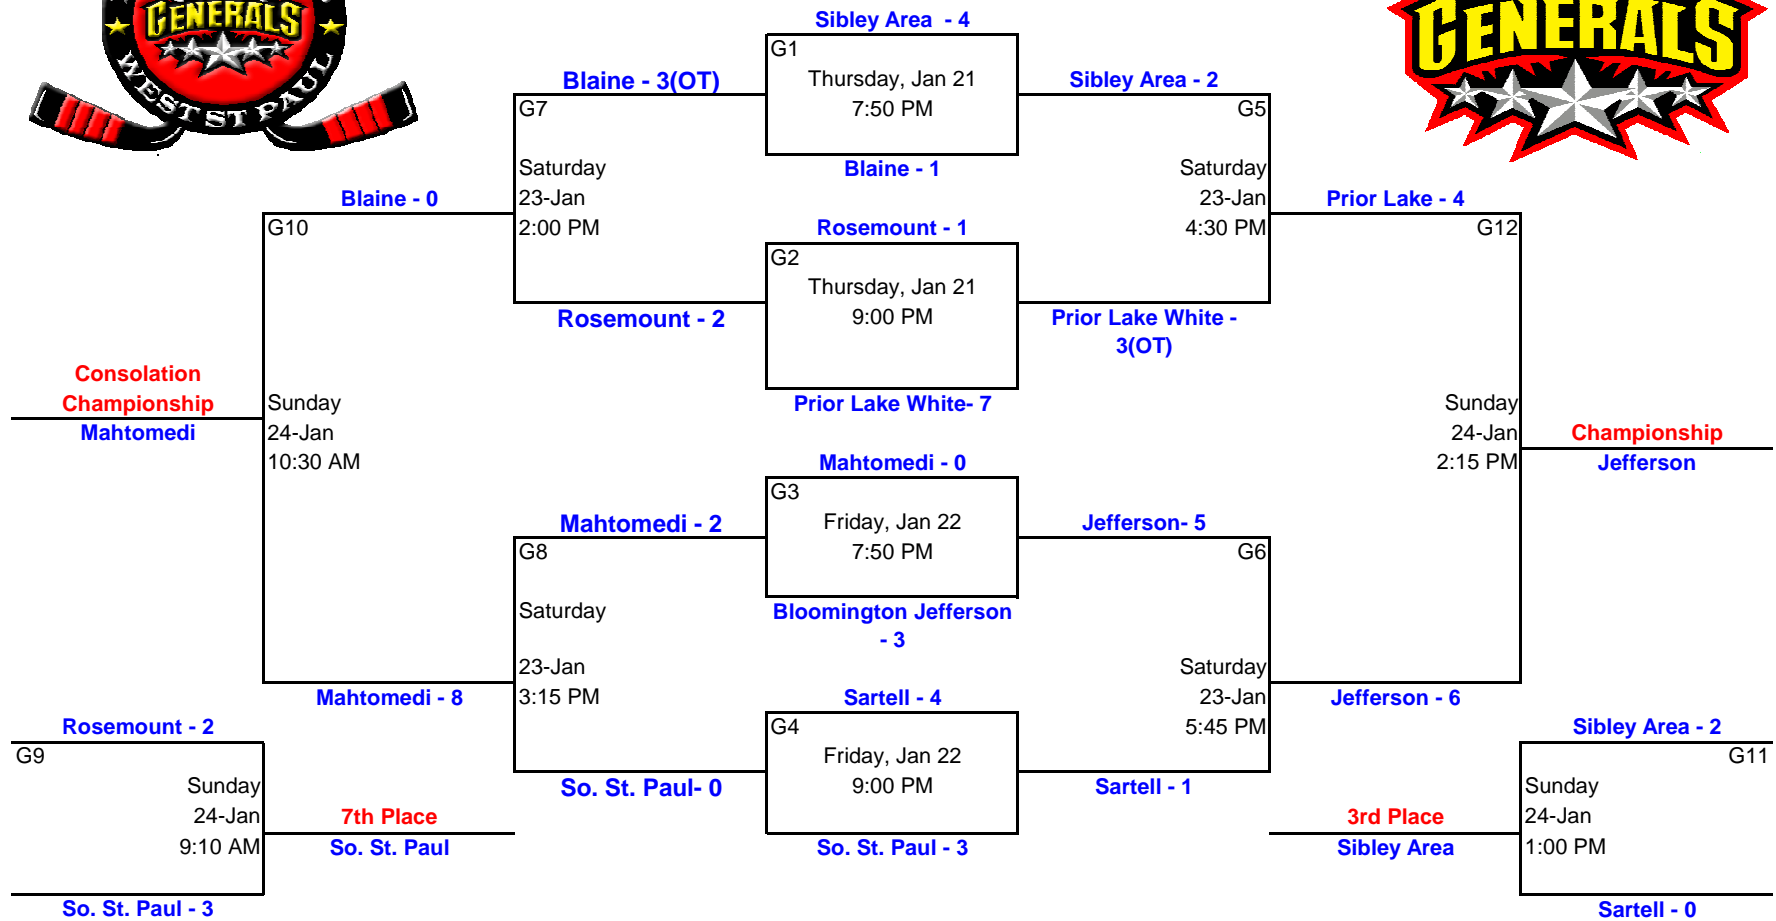 GENERALS
WEST ST PAUL
GENERALS
Sibley Area - 4
G1
Thursday, Jan 21
7:50 PM
Blaine - 1
Blaine - 3(OT)
G7
Saturday
23-Jan
2:00 PM
Rosemount - 2
Sibley Area - 2
G5
Saturday
23-Jan
4:30 PM
Prior Lake White -
3(OT)
Blaine - 0
G10
Sunday
24-Jan
10:30 AM
Mahtomedi - 8
Rosemount - 1
G2
Thursday, Jan 21
9:00 PM
Prior Lake White- 7
Prior Lake - 4
G12
Sunday
24-Jan
2:15 PM
Jefferson - 6
Consolation
Championship
Mahtomedi
Championship
Jefferson
Mahtomedi - 0
G3
Friday, Jan 22
7:50 PM
Bloomington Jefferson
- 3
Mahtomedi - 2
G8
Saturday
23-Jan
3:15 PM
So. St. Paul- 0
Jefferson- 5
G6
Saturday
23-Jan
5:45 PM
Sartell - 1
Sartell - 4
G4
Friday, Jan 22
9:00 PM
So. St. Paul - 3
Rosemount - 2
G9
Sunday
24-Jan
9:10 AM
So. St. Paul - 3
7th Place
So. St. Paul
3rd Place
Sibley Area
Sibley Area - 2
G11
Sunday
24-Jan
1:00 PM
Sartell - 0